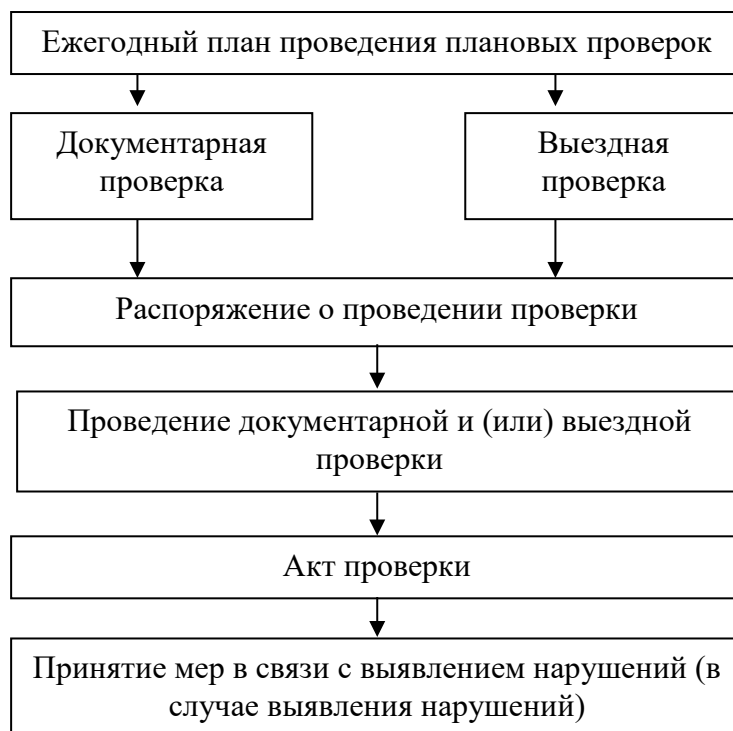 Ежегодный план проведения плановых проверок
Документарная
проверка
Выездная
проверка
Распоряжение о проведении проверки
Проведение документарной и (или) выездной
проверки
Акт проверки
Принятие мер в связи с выявлением нарушений (в
случае выявления нарушений)